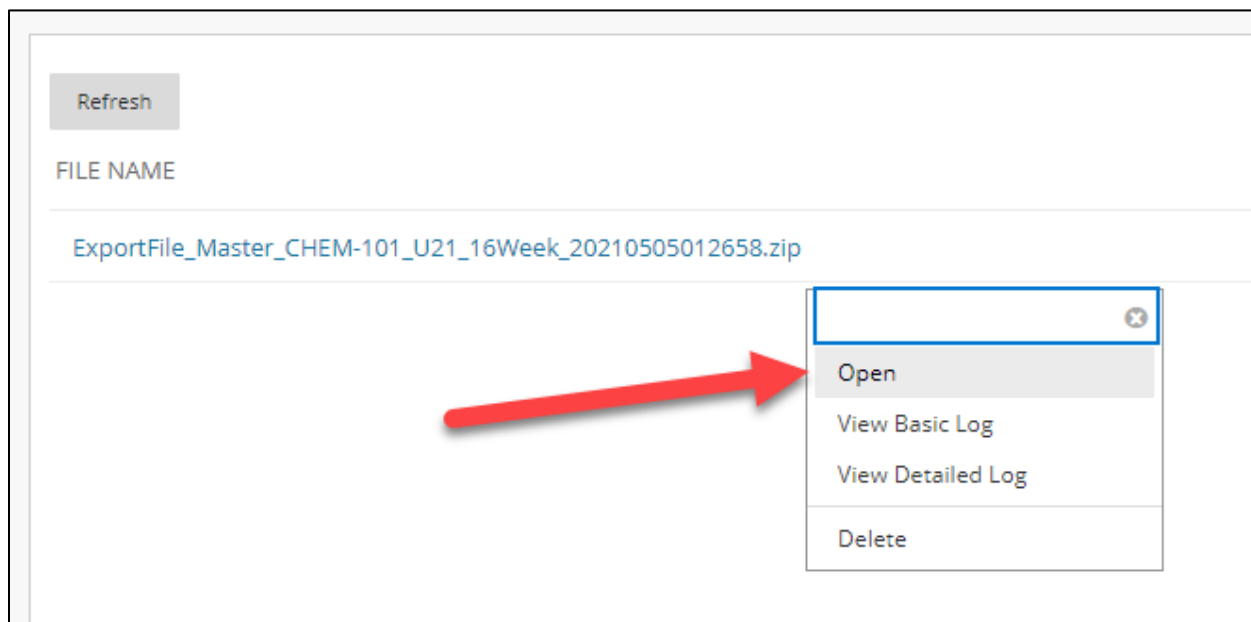 Refresh
FILE NAME
ExportFile_Master_CHEM-101_U21_16Week_20210505012658.zip
Open
View Basic Log
View Detailed Log
Delete